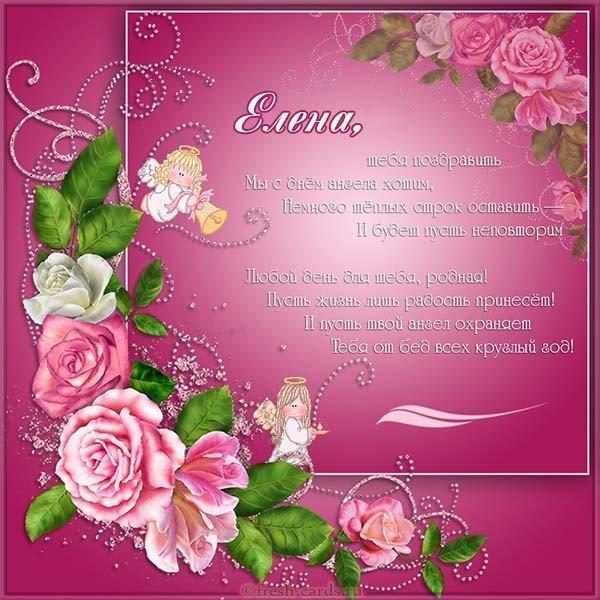 Елена,
тебя поздравить
Мы с днём ангела хотим,
Немного тёплых строк оставить —
И будет пусть неповторим
Любой день для тебя, родная!
Пусть жизнь лишь радость принесёт!
И пусть твой ангел охраняет
Тебя от бед всех круглый год!
©fresh-cards.ru